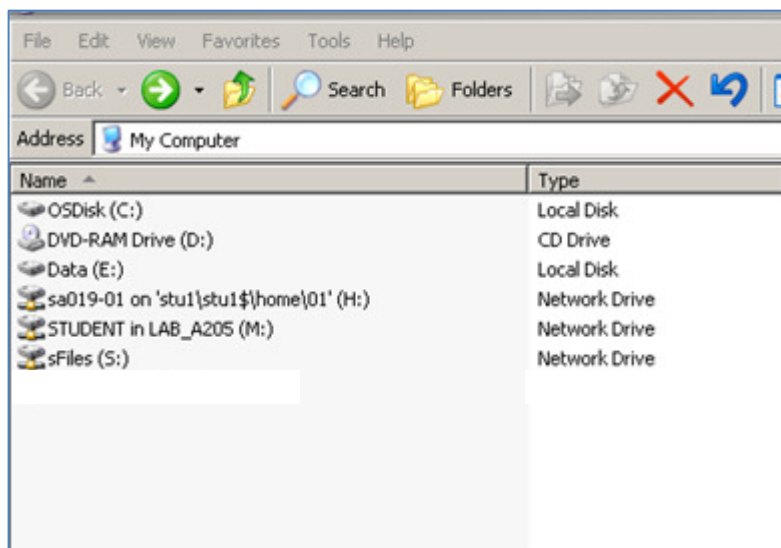 File Edit View Favorites Tools Help
Back Search Folders
Address My Computer
Name Type
OSDisk (C:) Local Disk
DVD-RAM Drive (D:) CD Drive
Data (E:) Local Disk
sa019-01 on 'stu1\stu1$\home\01' (H:) Network Drive
STUDENT in LAB_A205 (M:) Network Drive
sFiles (S:) Network Drive